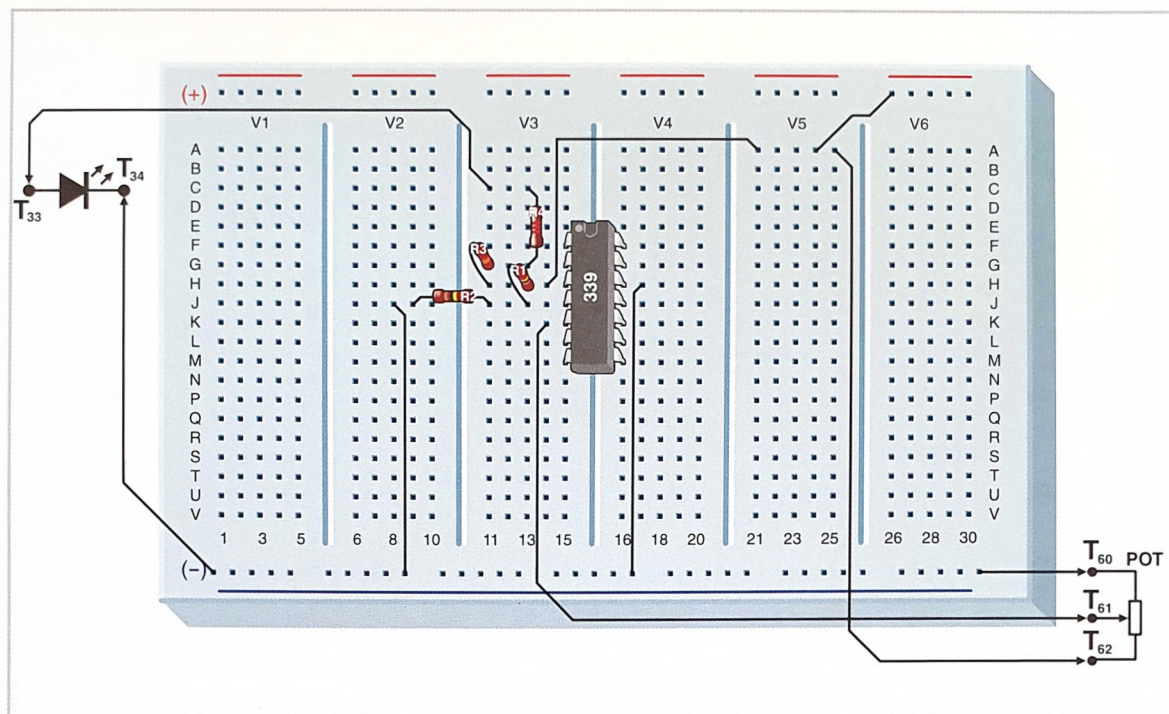 (+)
V1 V2 V3 V4 V5 V6
A A
B B
C C
D D
E E
F F
G G
H H
J J
K K
L L
M M
N N
P P
Q Q
R R
S S
T T
U U
V V
1 3 5 6 8 10 11 13 15 16 18 20 21 23 25 26 28 30
(-)
T34
T33
R4
R3
R1
R2
339
T60 POT
T61
T62